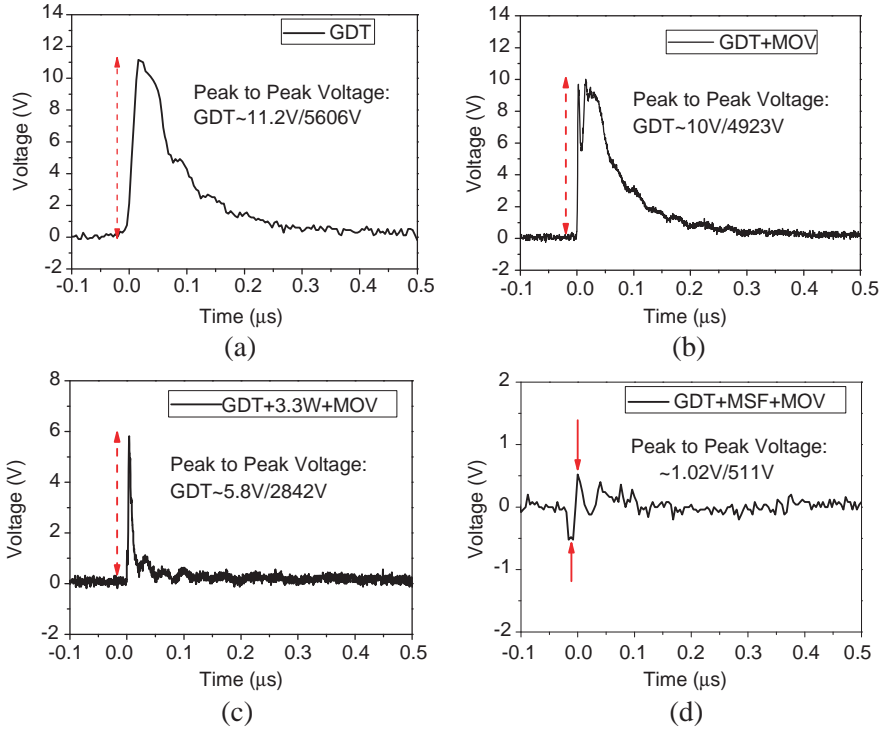 14
12
10
8
6
4
2
0
-2
Voltage (V)
GDT
Peak to Peak Voltage:
GDT~11.2V/5606V
-0.1 0.0 0.1 0.2 0.3 0.4 0.5
Time (μs)
(a)
14
12
10
8
6
4
2
0
-2
Voltage (V)
GDT+MOV
Peak to Peak Voltage:
GDT~10V/4923V
-0.1 0.0 0.1 0.2 0.3 0.4 0.5
Time (μs)
(b)
8
6
4
2
0
-2
Voltage (V)
GDT+3.3W+MOV
Peak to Peak Voltage:
GDT~5.8V/2842V
-0.1 0.0 0.1 0.2 0.3 0.4 0.5
Time (μs)
(c)
2
1
0
-1
-2
Voltage (V)
GDT+MSF+MOV
Peak to Peak Voltage:
~1.02V/511V
-0.1 0.0 0.1 0.2 0.3 0.4 0.5
Time (μs)
(d)